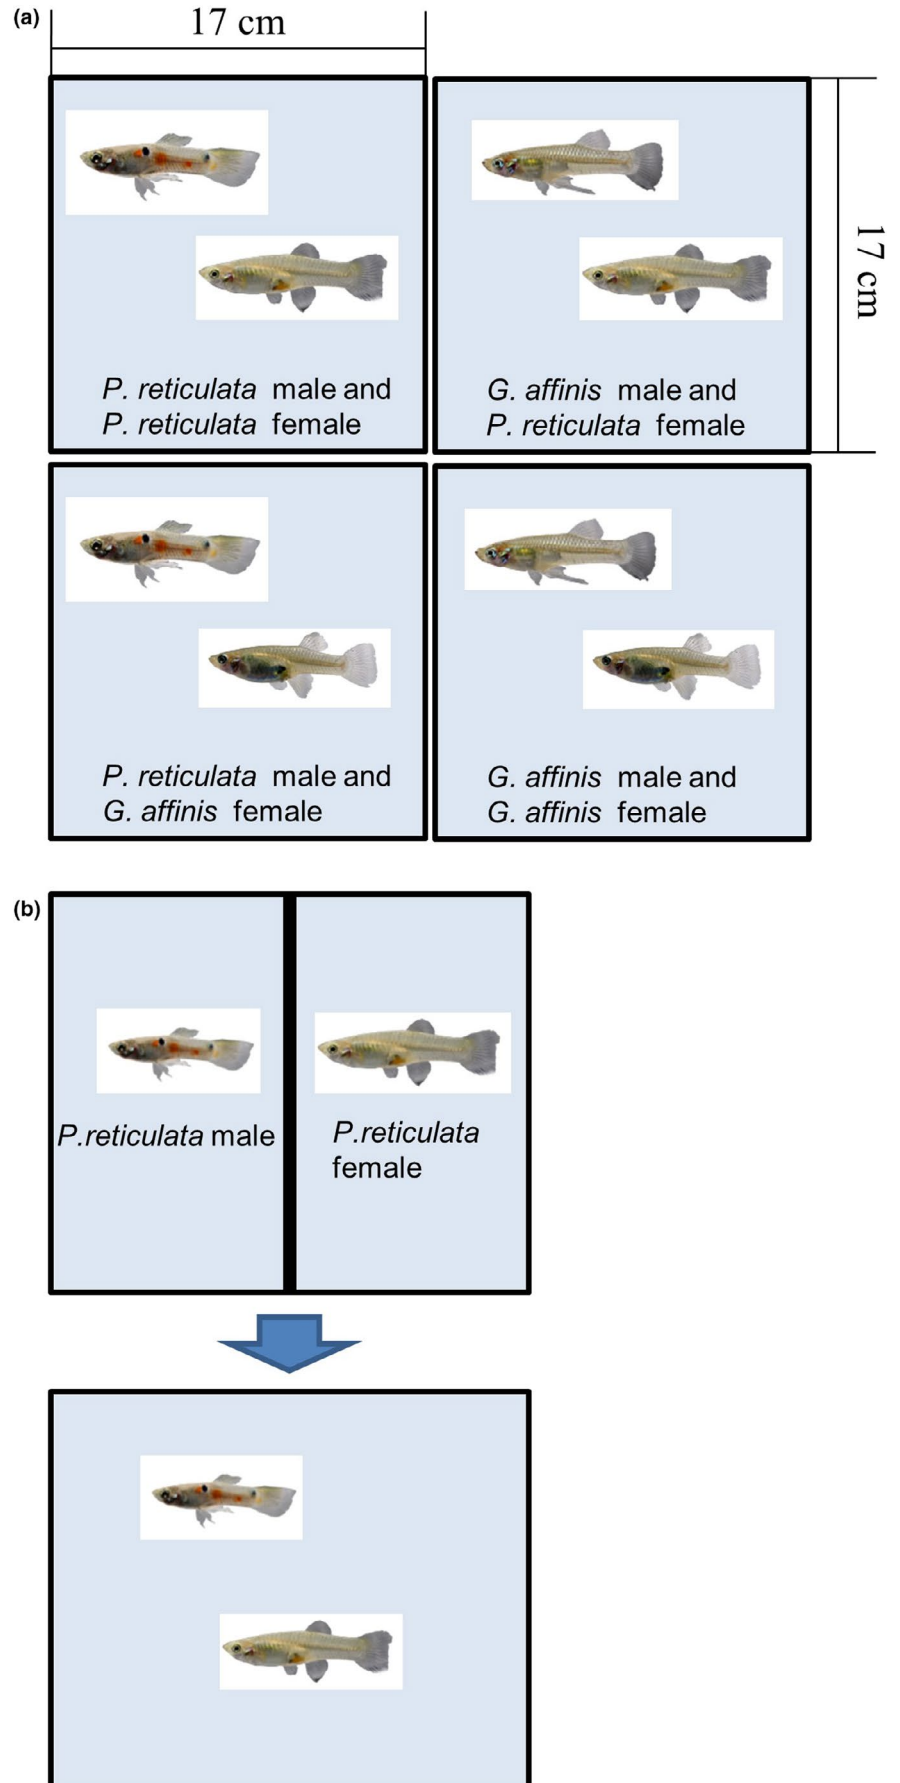 (a)
17 cm
17 cm
P. reticulata male and
P. reticulata female
G. affinis male and
P. reticulata female
P. reticulata male and
G. affinis female
G. affinis male and
G. affinis female
(b)
P.reticulata male
P.reticulata
female